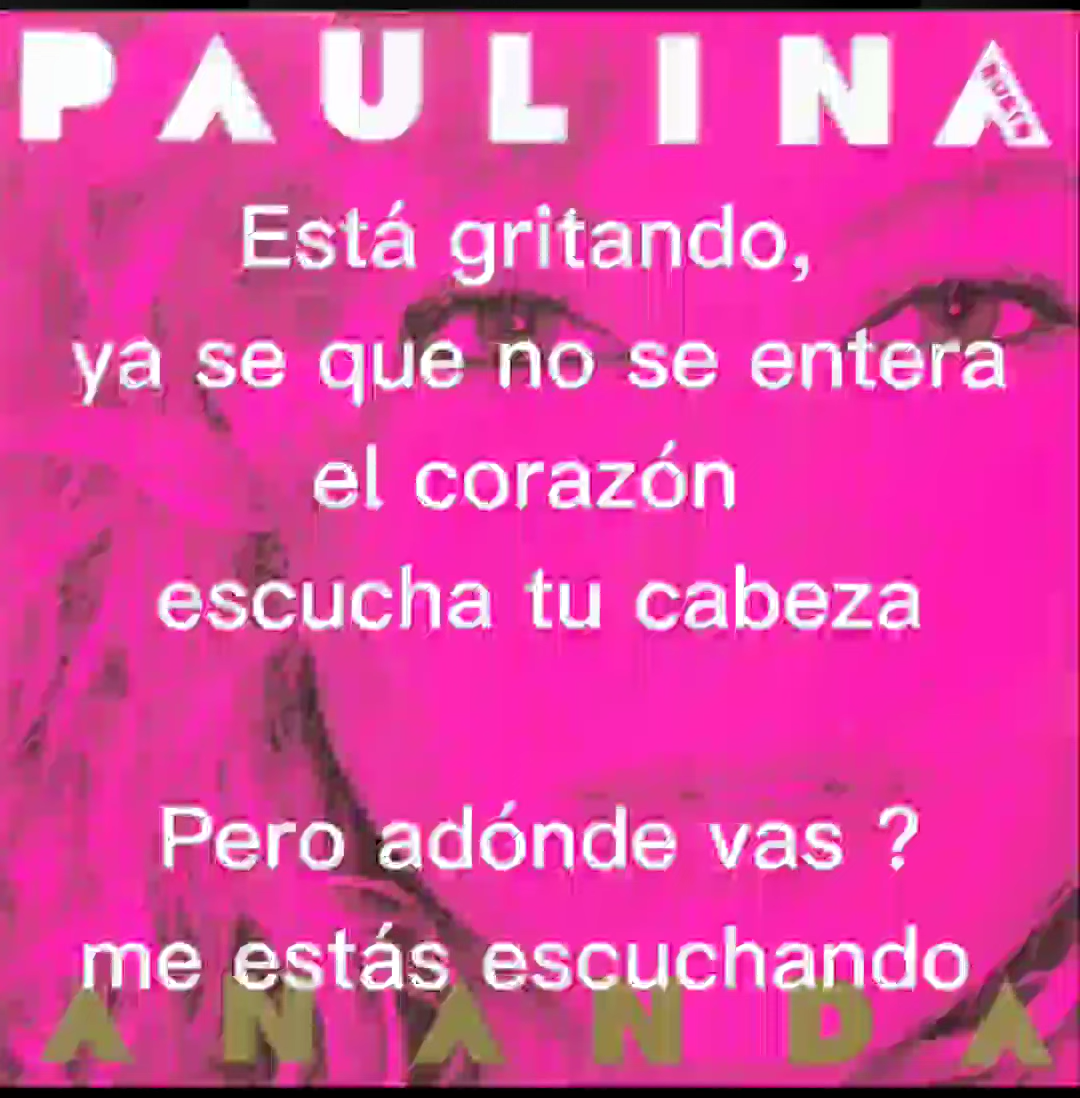 PAULINA
RUBIO
Está gritando,
ya se que no se entera
el corazón
escucha tu cabeza
Pero adónde vas ?
me estás escuchando
ANANDA